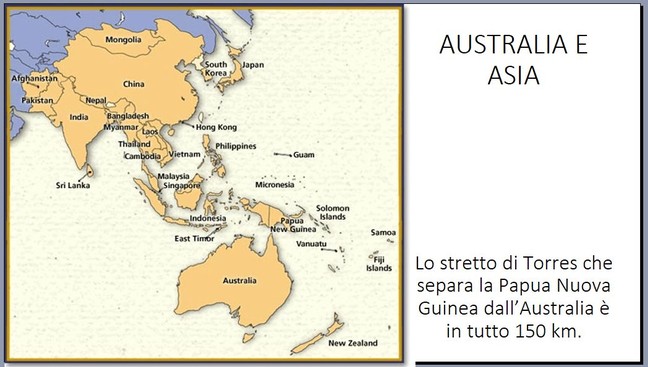 AUSTRALIA E
ASIA
Mongolia
Afghanistan
South
Korea
Japan
China
Pakistan
Nepal
India
Bangladesh
Myanmar
Laos
Hong Kong
Thailand
Philippines
Cambodia
Vietnam
Guam
Sri Lanka
Malaysia
Singapore
Micronesia
Indonesia
Papua
New Guinea
Solomon
Islands
East Timor
Vanuatu
Samoa
Fiji
Islands
Australia
New Zealand
Lo stretto di Torres che
separa la Papua Nuova
Guinea dall’Australia è
in tutto 150 km.